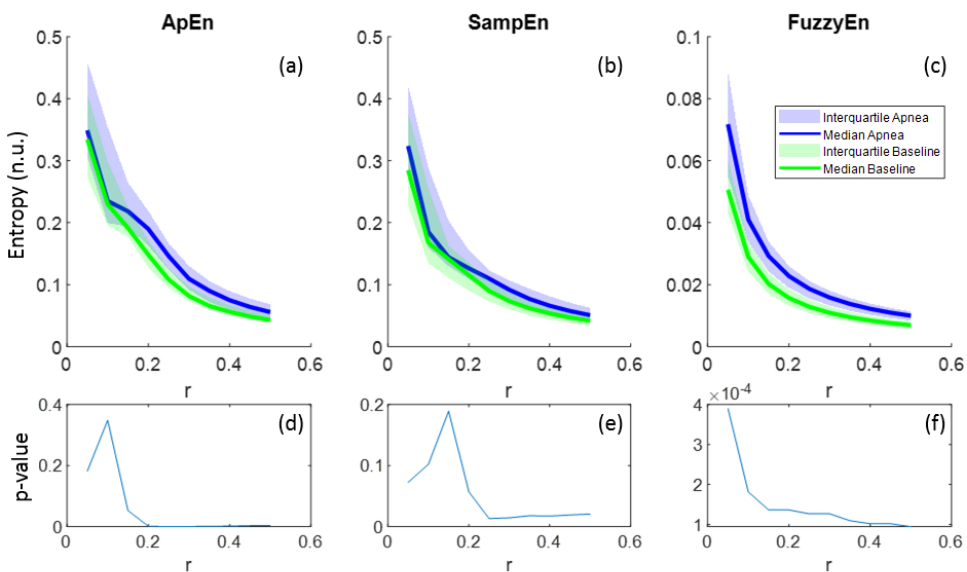 ApEn
SampEn
FuzzyEn
Entropy (n.u.)
0.5
0.4
0.3
0.2
0.1
0
(a)
0 0.2 0.4 0.6
r
0.5
0.4
0.3
0.2
0.1
0
(b)
0 0.2 0.4 0.6
r
0.1
0.08
0.06
0.04
0.02
0
(c)
Interquartile Apnea
Median Apnea
Interquartile Baseline
Median Baseline
0 0.2 0.4 0.6
r
p-value
0.4
0.2
0
(d)
0 0.2 0.4 0.6
r
0.2
0.1
0
(e)
0 0.2 0.4 0.6
r
×10⁻⁴
4
3
2
1
(f)
0 0.2 0.4 0.6
r